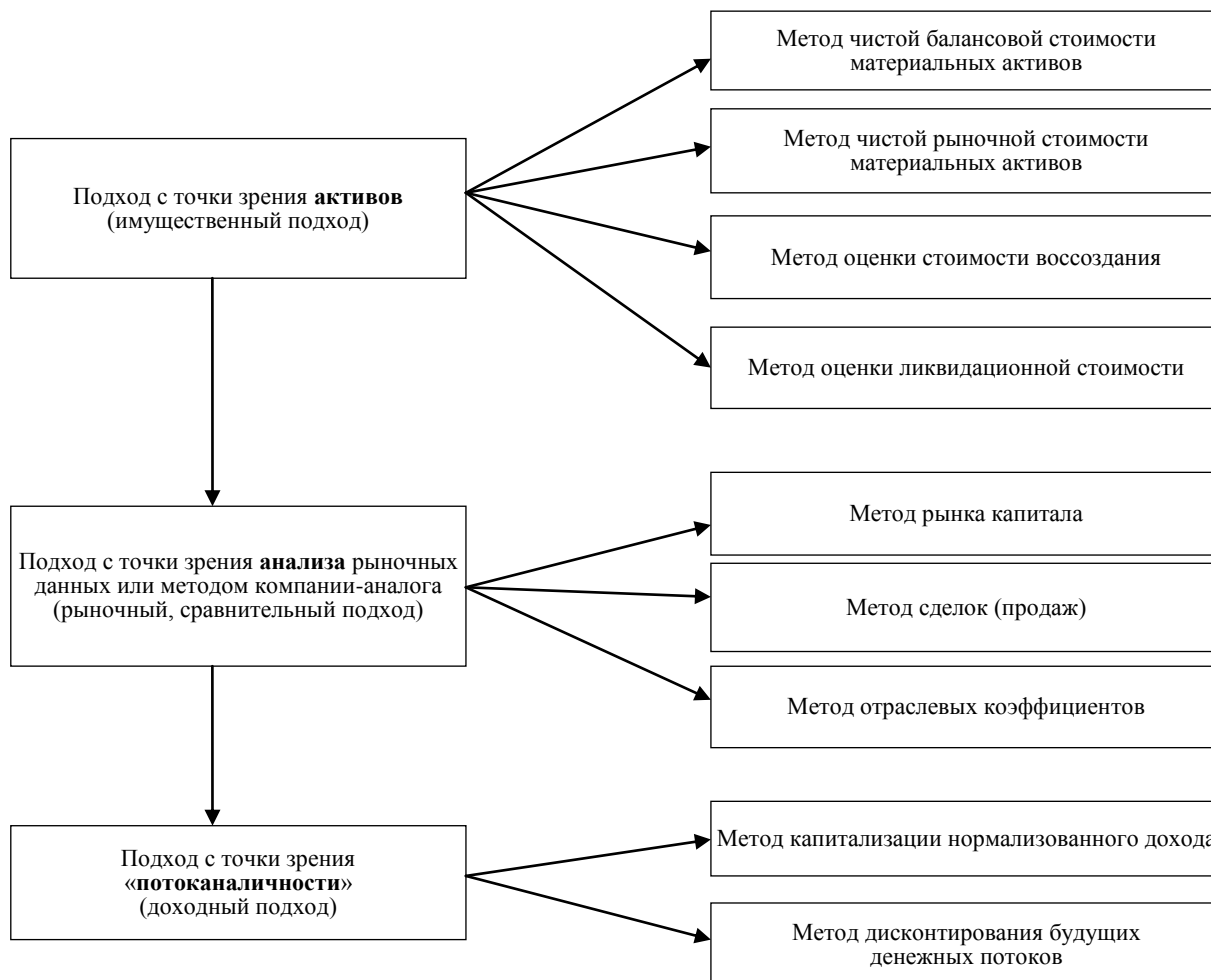 Метод чистой балансовой стоимости
материальных активов
Метод чистой рыночной стоимости
материальных активов
Подход с точки зрения активов
(имущественный подход)
Метод оценки стоимости воссоздания
Метод оценки ликвидационной стоимости
Метод рынка капитала
Подход с точки зрения анализа рыночных
данных или методом компании-аналога
(рыночный, сравнительный подход)
Метод сделок (продаж)
Метод отраслевых коэффициентов
Метод капитализации нормализованного дохода
Подход с точки зрения
«потоканаличности»
(доходный подход)
Метод дисконтирования будущих
денежных потоков